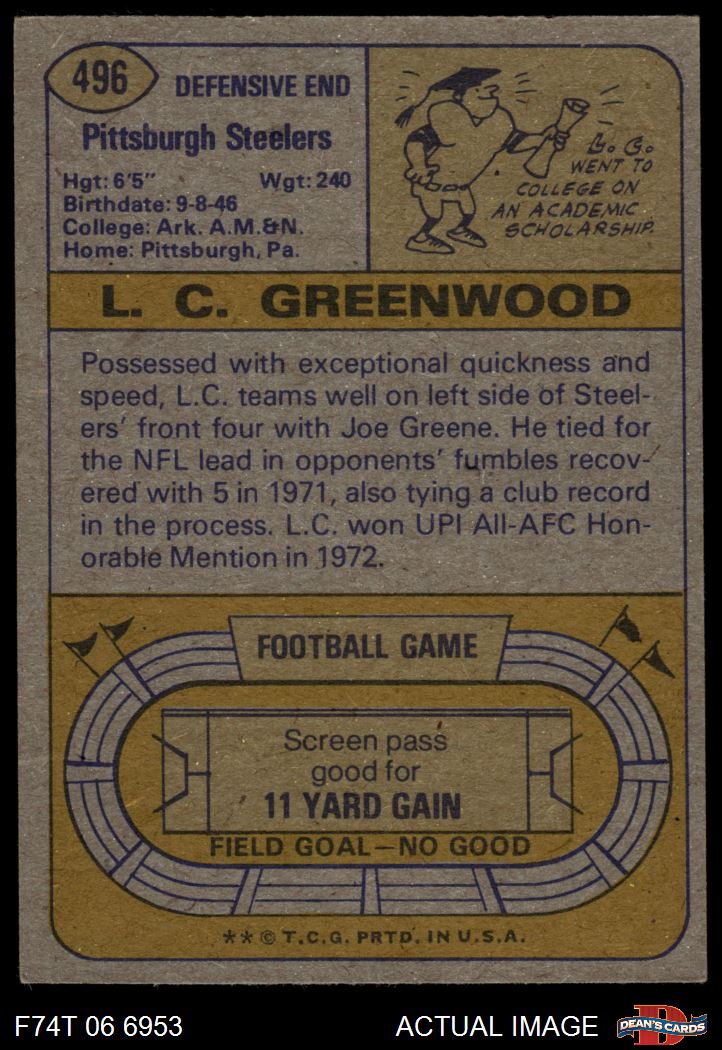 496
DEFENSIVE END
Pittsburgh Steelers
Hgt: 6'5" Wgt: 240
Birthdate: 9-8-46
College: Ark. A.M.&N.
Home: Pittsburgh, Pa.
L. C.
WENT TO
COLLEGE ON
AN ACADEMIC
SCHOLARSHIP.
L. C. GREENWOOD
Possessed with exceptional quickness and
speed, L.C. teams well on left side of Steel-
ers' front four with Joe Greene. He tied for
the NFL lead in opponents' fumbles recov-
ered with 5 in 1971, also tying a club record
in the process. L.C. won UPI All-AFC Hon-
orable Mention in 1972.
FOOTBALL GAME
Screen pass
good for
11 YARD GAIN
FIELD GOAL—NO GOOD
** © T.C.G. PRTD. IN U.S.A.
F74T 06 6953
ACTUAL IMAGE
D
DEAN'S CARDS